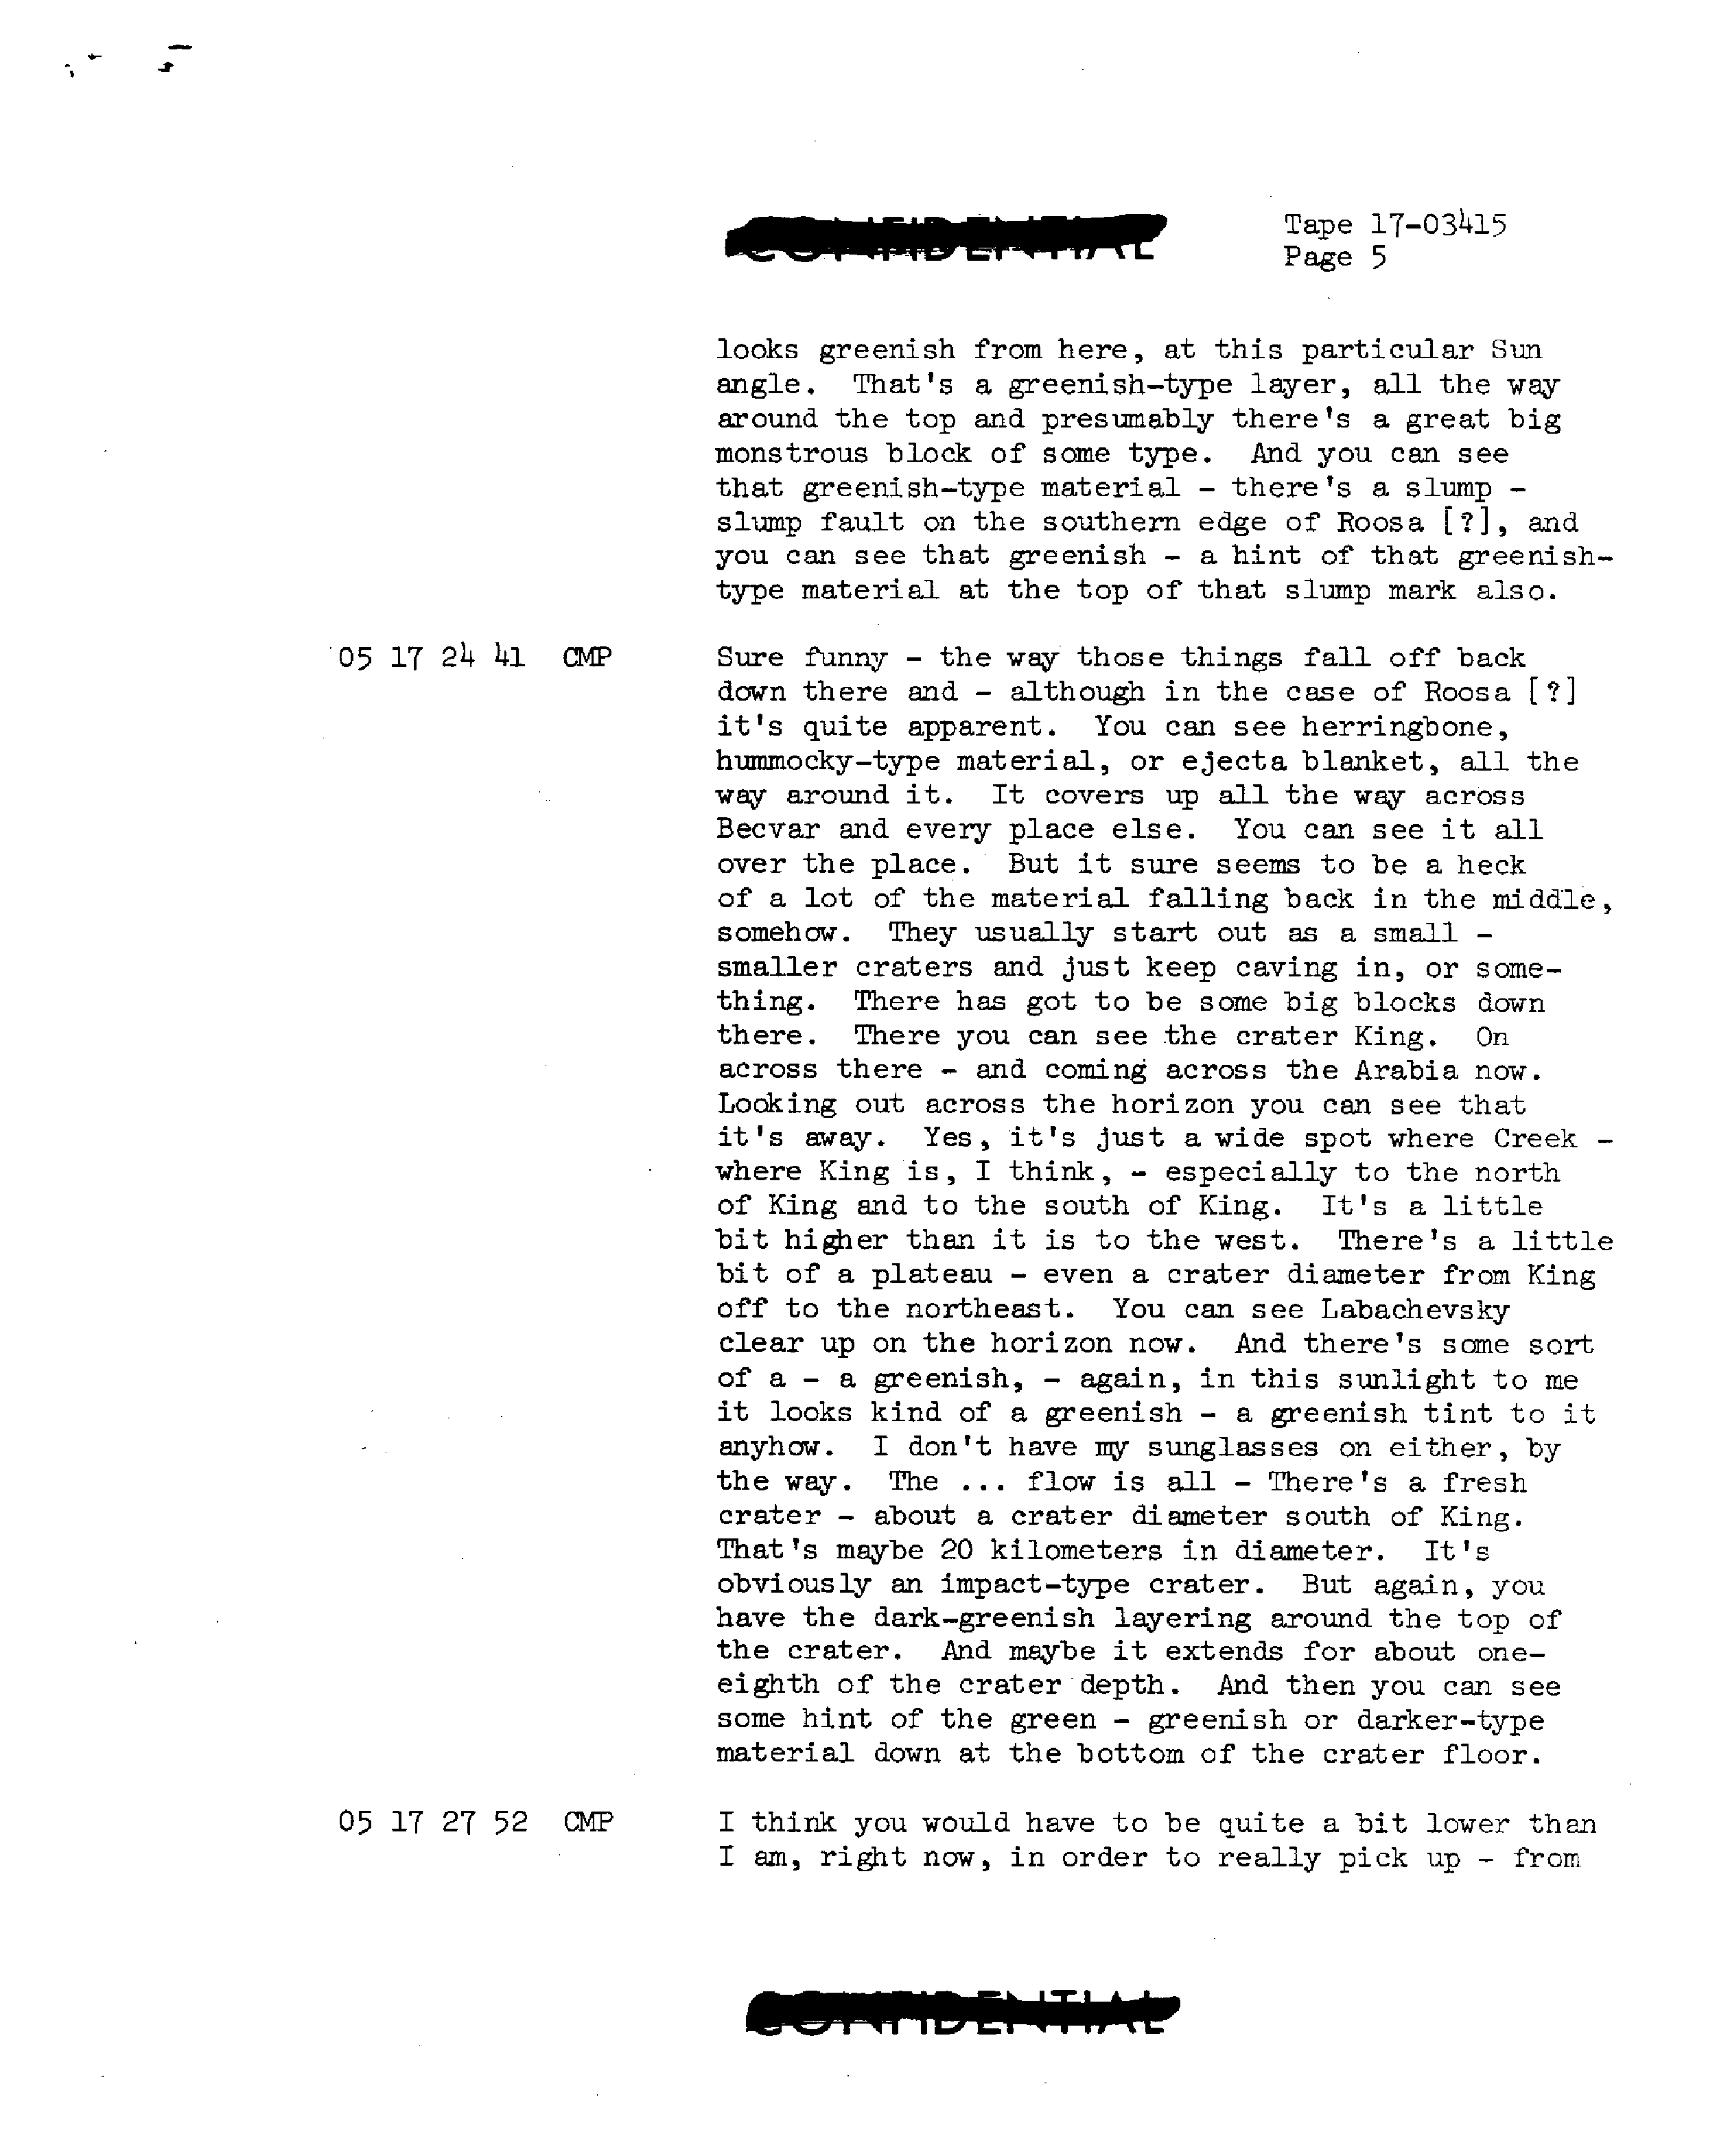 CONFIDENTIAL
Tape 17-03415
Page 5
looks greenish from here, at this particular Sun
angle. That's a greenish-type layer, all the way
around the top and presumably there's a great big
monstrous block of some type. And you can see
that greenish-type material - there's a slump -
slump fault on the southern edge of Roosa [?], and
you can see that greenish - a hint of that greenish-
type material at the top of that slump mark also.
05 17 24 41 CMP Sure funny - the way those things fall off back
down there and - although in the case of Roosa [?]
it's quite apparent. You can see herringbone,
hummocky-type material, or ejecta blanket, all the
way around it. It covers up all the way across
Becvar and every place else. You can see it all
over the place. But it sure seems to be a heck
of a lot of the material falling back in the middle,
somehow. They usually start out as a small -
smaller craters and just keep caving in, or some-
thing. There has got to be some big blocks down
there. There you can see the crater King. On
across there - and coming across the Arabia now.
Looking out across the horizon you can see that
it's away. Yes, it's just a wide spot where Creek -
where King is, I think, - especially to the north
of King and to the south of King. It's a little
bit higher than it is to the west. There's a little
bit of a plateau - even a crater diameter from King
off to the northeast. You can see Labachevsky
clear up on the horizon now. And there's some sort
of a - a greenish, - again, in this sunlight to me
it looks kind of a greenish - a greenish tint to it
anyhow. I don't have my sunglasses on either, by
the way. The ... flow is all - There's a fresh
crater - about a crater diameter south of King.
That's maybe 20 kilometers in diameter. It's
obviously an impact-type crater. But again, you
have the dark-greenish layering around the top of
the crater. And maybe it extends for about one-
eighth of the crater depth. And then you can see
some hint of the green - greenish or darker-type
material down at the bottom of the crater floor.
05 17 27 52 CMP I think you would have to be quite a bit lower than
I am, right now, in order to really pick up - from
CONFIDENTIAL